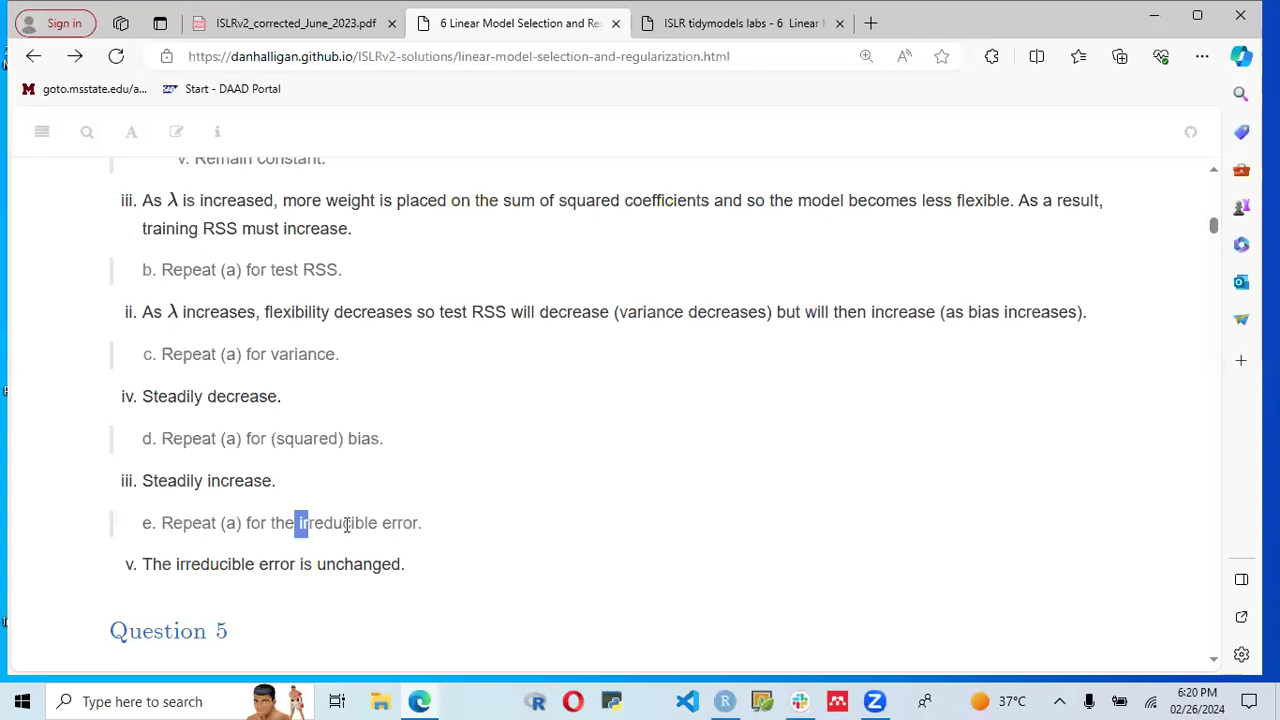 Sign in
ISLRv2_corrected_June_2023.pdf
6 Linear Model Selection and Re
ISLR tidymodels labs - 6 Linear
https://danhalligan.github.io/ISLRv2-solutions/linear-model-selection-and-regularization.html
goto.msstate.edu/a...
Start - DAAD Portal
v. Remain constant.
iii. As λ is increased, more weight is placed on the sum of squared coefficients and so the model becomes less flexible. As a result,
training RSS must increase.
b. Repeat (a) for test RSS.
ii. As λ increases, flexibility decreases so test RSS will decrease (variance decreases) but will then increase (as bias increases).
c. Repeat (a) for variance.
iv. Steadily decrease.
d. Repeat (a) for (squared) bias.
iii. Steadily increase.
e. Repeat (a) for the irreducible error.
v. The irreducible error is unchanged.
Question 5
Type here to search
37°C
6:20 PM
02/26/2024